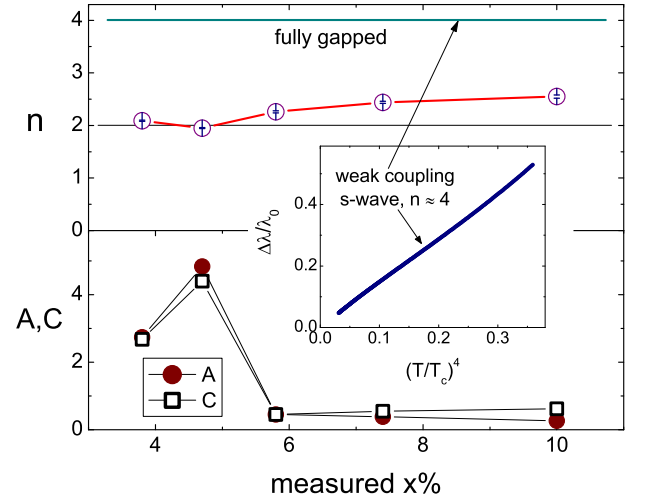 4
fully gapped
3
n
2
1
0
weak coupling
s-wave, n ≈ 4
Δλ/λ₀
0.4
0.2
0.0
0.0 0.1 0.2 0.3
(T/T꜀)⁴
4
A,C
2
0
A
C
4 6 8 10
measured x%